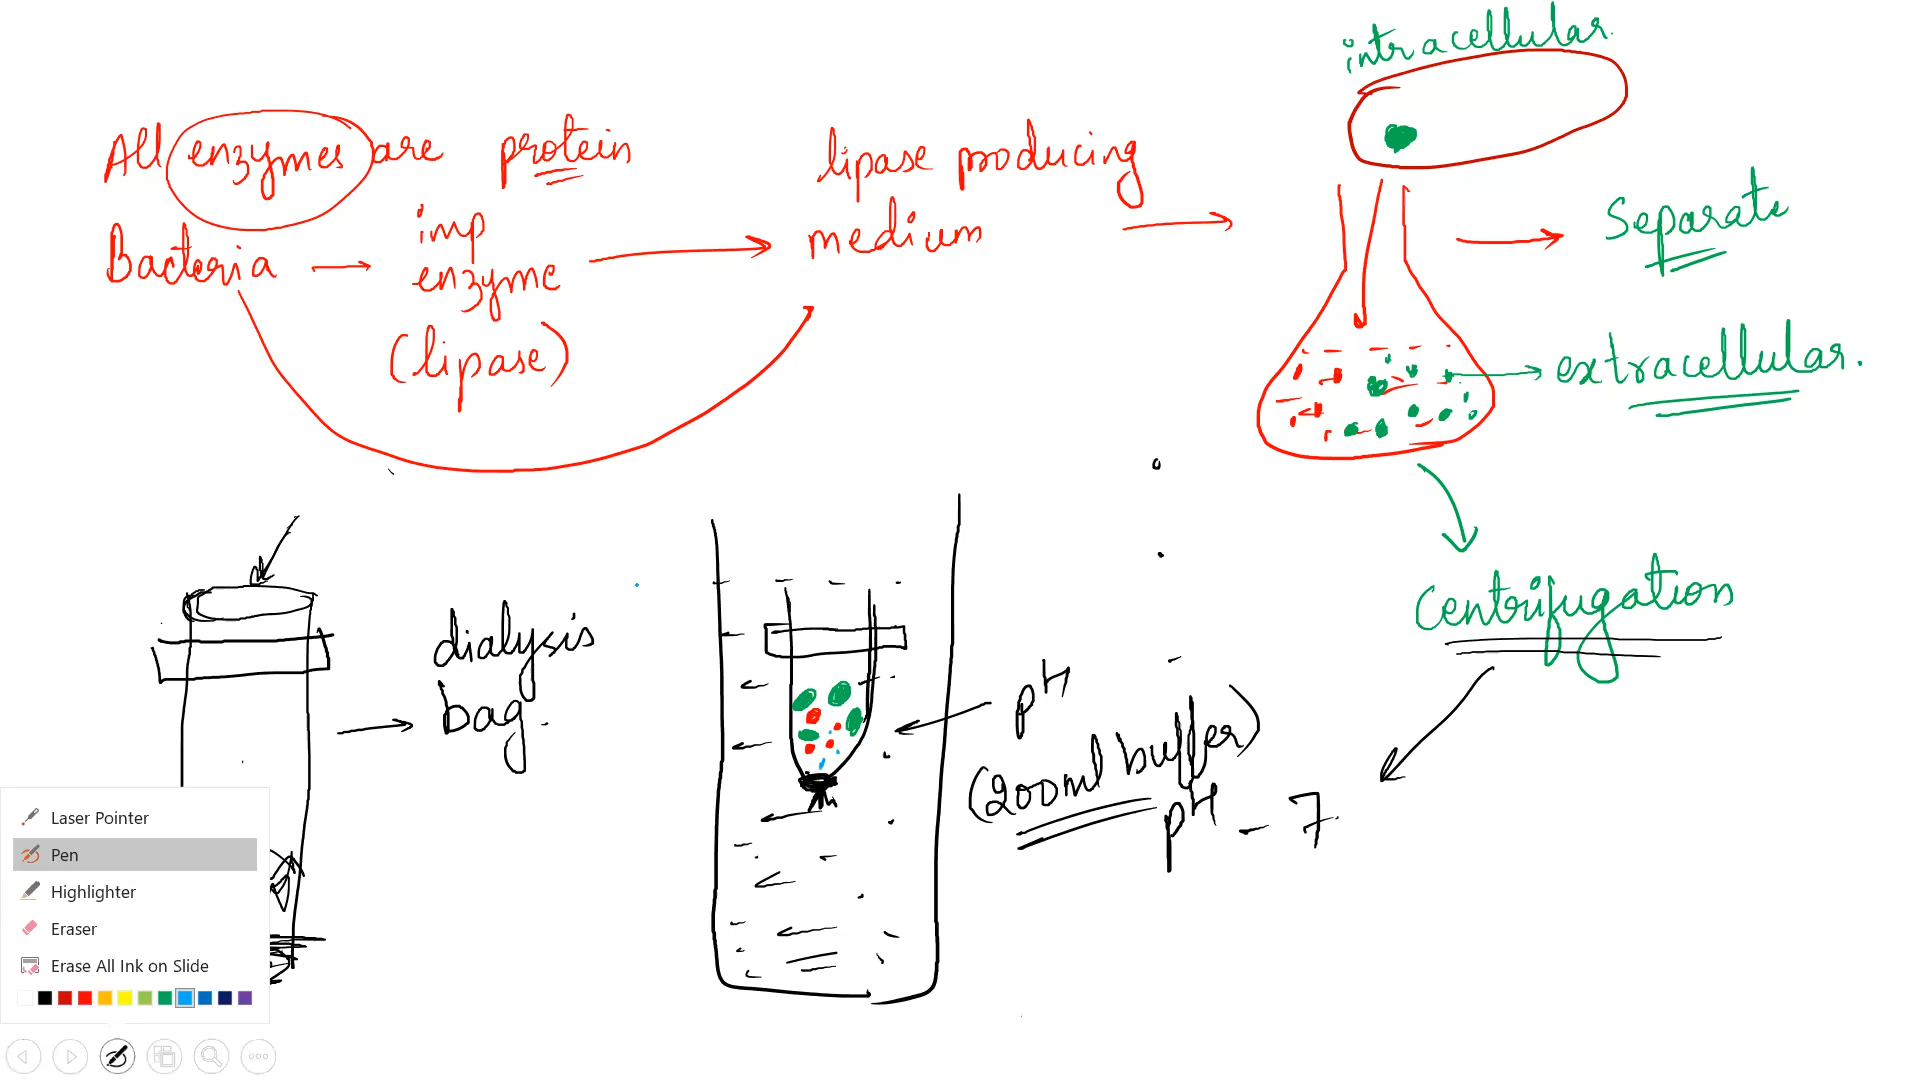 intracellular.
All enzymes are protein
Bacteria → imp
enzyme
(lipase)
lipase producing
medium
Separate
extracellular.
Centrifugation
dialysis
bag.
pH
(200ml buffer)
pH - 7.
Laser Pointer
Pen
Highlighter
Eraser
Erase All Ink on Slide